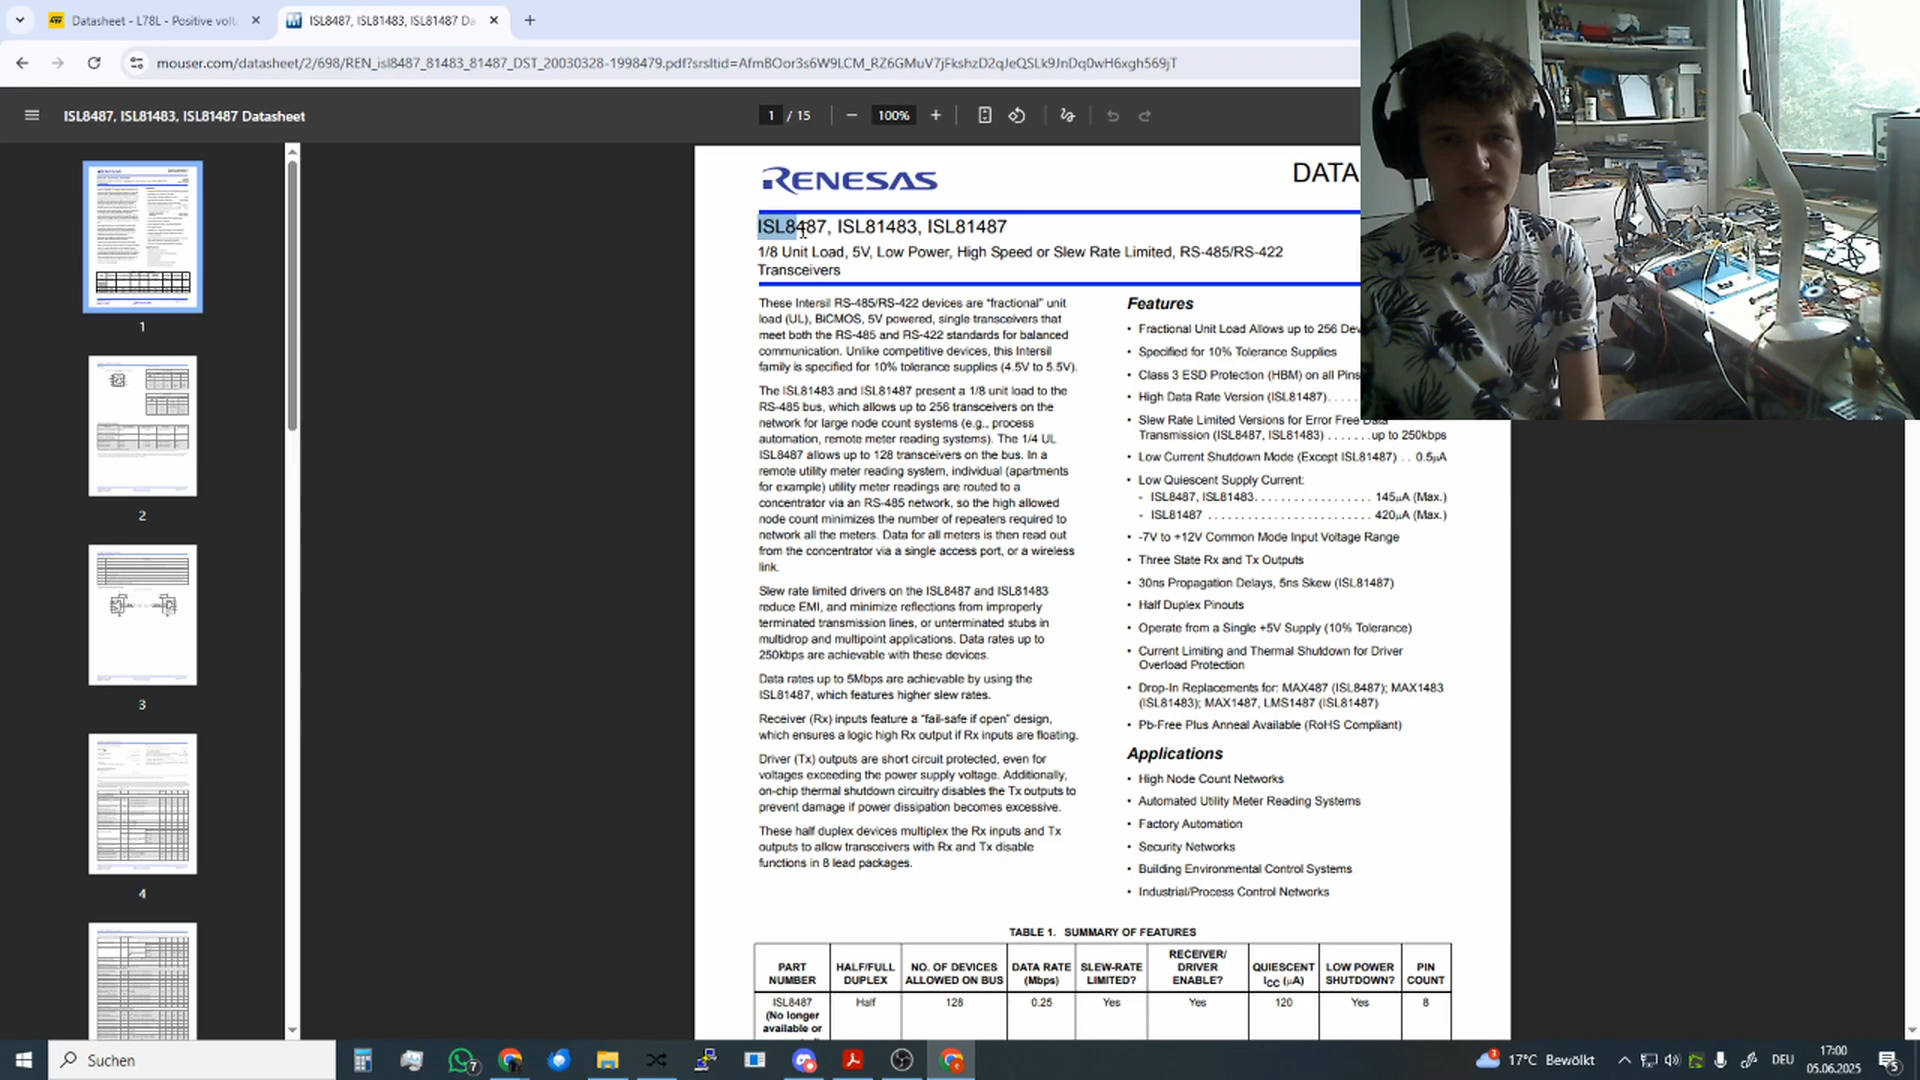 Datasheet - L78L - Positive volt
ISL8487, ISL81483, ISL81487 Da
mouser.com/datasheet/2/698/REN_isl8487_81483_81487_DST_20030328-1998479.pdf?srsltid=AfmBOor3s6W9LCM_RZ6GMuV7jFkshzD2qJeQSLk9JnDq0wH6xgh569jT
ISL8487, ISL81483, ISL81487 Datasheet
1 / 15
100%
1
2
3
4
RENESAS
DATA
ISL8487, ISL81483, ISL81487
1/8 Unit Load, 5V, Low Power, High Speed or Slew Rate Limited, RS-485/RS-422
Transceivers
These Intersil RS-485/RS-422 devices are “fractional” unit
load (UL), BiCMOS, 5V powered, single transceivers that
meet both the RS-485 and RS-422 standards for balanced
communication. Unlike competitive devices, this Intersil
family is specified for 10% tolerance supplies (4.5V to 5.5V).
The ISL81483 and ISL81487 present a 1/8 unit load to the
RS-485 bus, which allows up to 256 transceivers on the
network for large node count systems (e.g., process
automation, remote meter reading systems). The 1/4 UL
ISL8487 allows up to 128 transceivers on the bus. In a
remote utility meter reading system, individual (apartments
for example) utility meter readings are routed to a
concentrator via an RS-485 network, so the high allowed
node count minimizes the number of repeaters required to
network all the meters. Data for all meters is then read out
from the concentrator via a single access port, or a wireless
link.
Slew rate limited drivers on the ISL8487 and ISL81483
reduce EMI, and minimize reflections from improperly
terminated transmission lines, or unterminated stubs in
multidrop and multipoint applications. Data rates up to
250kbps are achievable with these devices.
Data rates up to 5Mbps are achievable by using the
ISL81487, which features higher slew rates.
Receiver (Rx) inputs feature a “fail-safe if open” design,
which ensures a logic high Rx output if Rx inputs are floating.
Driver (Tx) outputs are short circuit protected, even for
voltages exceeding the power supply voltage. Additionally,
on-chip thermal shutdown circuitry disables the Tx outputs to
prevent damage if power dissipation becomes excessive.
These half duplex devices multiplex the Rx inputs and Tx
outputs to allow transceivers with Rx and Tx disable
functions in 8 lead packages.
Features
• Fractional Unit Load Allows up to 256 Dev
• Specified for 10% Tolerance Supplies
• Class 3 ESD Protection (HBM) on all Pins
• High Data Rate Version (ISL81487). . . .
• Slew Rate Limited Versions for Error Free Data
Transmission (ISL8487, ISL81483) . . . . . . up to 250kbps
• Low Current Shutdown Mode (Except ISL81487) . . 0.5μA
• Low Quiescent Supply Current:
- ISL8487, ISL81483. . . . . . . . . . . . . . . . . . 145μA (Max.)
- ISL81487 . . . . . . . . . . . . . . . . . . . . . . . . . . 420μA (Max.)
• -7V to +12V Common Mode Input Voltage Range
• Three State Rx and Tx Outputs
• 30ns Propagation Delays, 5ns Skew (ISL81487)
• Half Duplex Pinouts
• Operate from a Single +5V Supply (10% Tolerance)
• Current Limiting and Thermal Shutdown for Driver
Overload Protection
• Drop-In Replacements for: MAX487 (ISL8487); MAX1483
(ISL81483); MAX1487, LMS1487 (ISL81487)
• Pb-Free Plus Anneal Available (RoHS Compliant)
Applications
• High Node Count Networks
• Automated Utility Meter Reading Systems
• Factory Automation
• Security Networks
• Building Environmental Control Systems
• Industrial/Process Control Networks
TABLE 1. SUMMARY OF FEATURES
PART NUMBER HALF/FULL DUPLEX NO. OF DEVICES ALLOWED ON BUS DATA RATE (Mbps) SLEW-RATE LIMITED? RECEIVER/ DRIVER ENABLE? QUIESCENT ICC (μA) LOW POWER SHUTDOWN? PIN COUNT
ISL8487 Half 128 0.25 Yes Yes 120 Yes 8
(No longer
available or
Suchen
7
3
17°C Bewölkt
DEU
17:00
05.06.2025
5